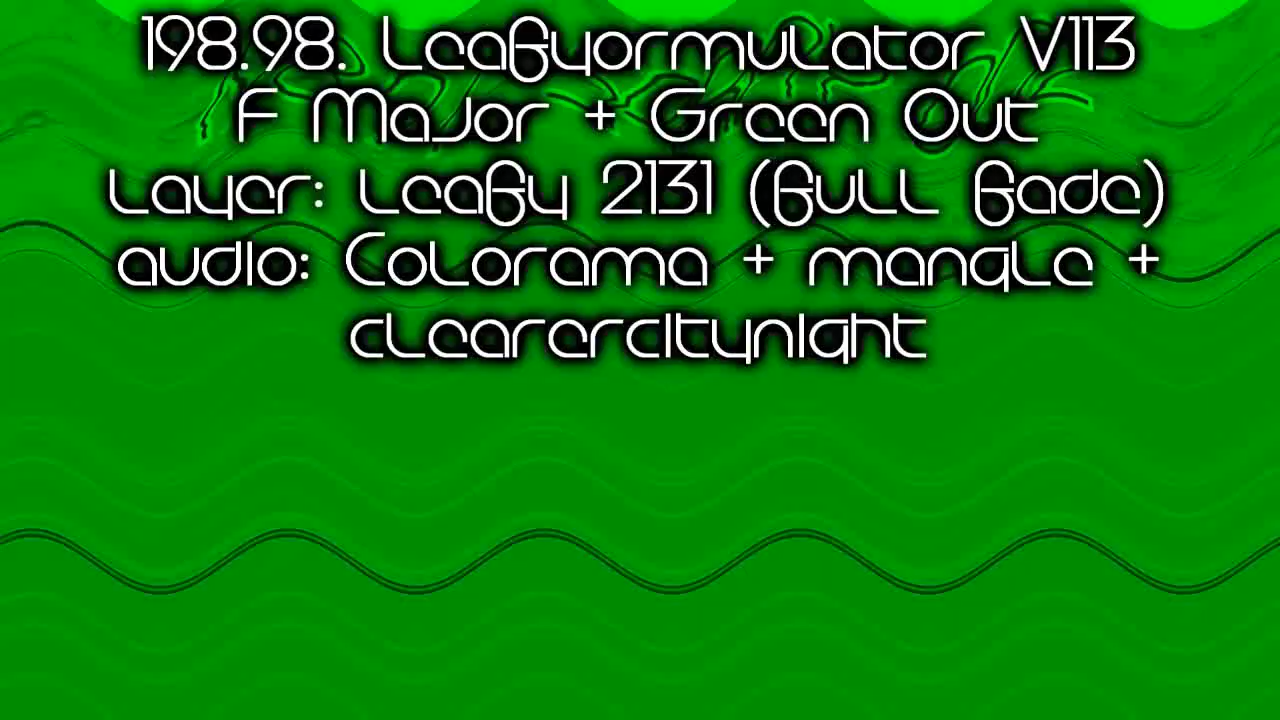 198.98. Leafyormulator V113
F Major + Green Out
Layer: Leafy 2131 (full fade)
audio: Colorama + mangle +
clearercitynight